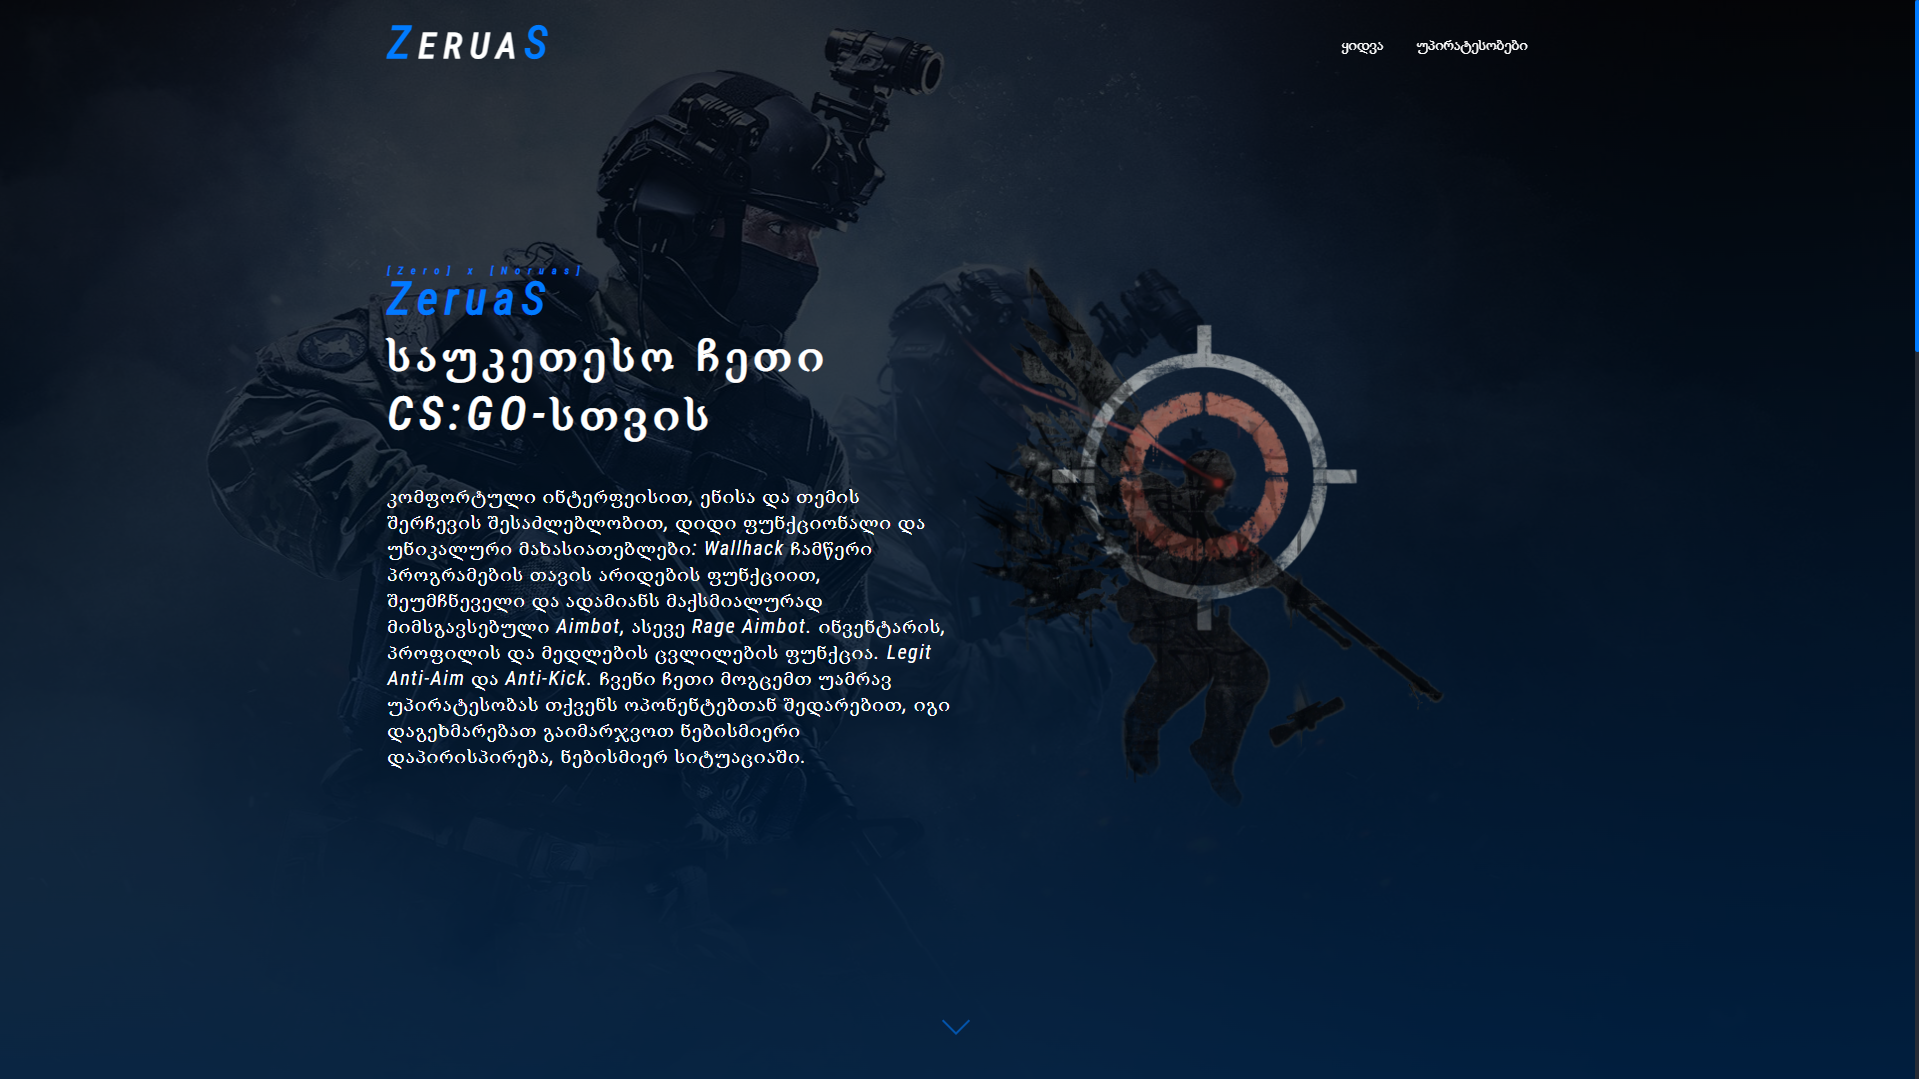 ZERUAS
ყიდვა
უპირატესობები
[Zero] x [Noruas]
ZeruaS
საუკეთესო ჩეთი
CS:GO-სთვის
კომფორტული ინტერფეისით, ენისა და თემის
შერჩევის შესაძლებლობით, დიდი ფუნქციონალი და
უნიკალური მახასიათებლები: Wallhack ჩამწერი
პროგრამების თავის არიდების ფუნქციით,
შეუმჩნეველი და ადამიანს მაქსმიალურად
მიმსგავსებული Aimbot, ასევე Rage Aimbot. ინვენტარის,
პროფილის და მედლების ცვლილების ფუნქცია. Legit
Anti-Aim და Anti-Kick. ჩვენი ჩეთი მოგცემთ უამრავ
უპირატესობას თქვენს ოპონენტებთან შედარებით, იგი
დაგეხმარებათ გაიმარჯვოთ ნებისმიერი
დაპირისპირება, ნებისმიერ სიტუაციაში.